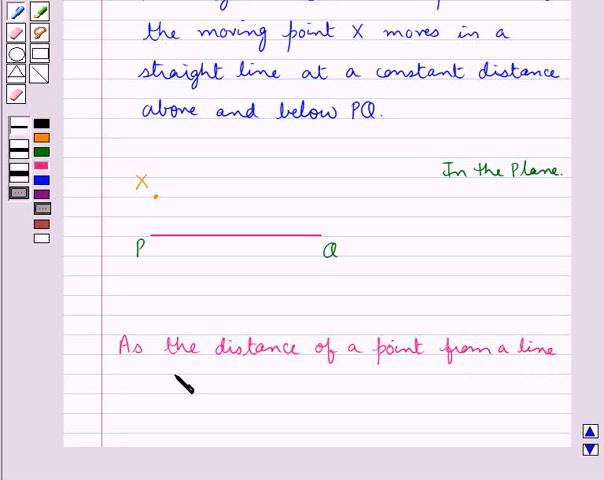 the moving point X moves in a
straight line at a constant distance
above and below PQ.
In the Plane.
X
P
Q
As the distance of a point from a line